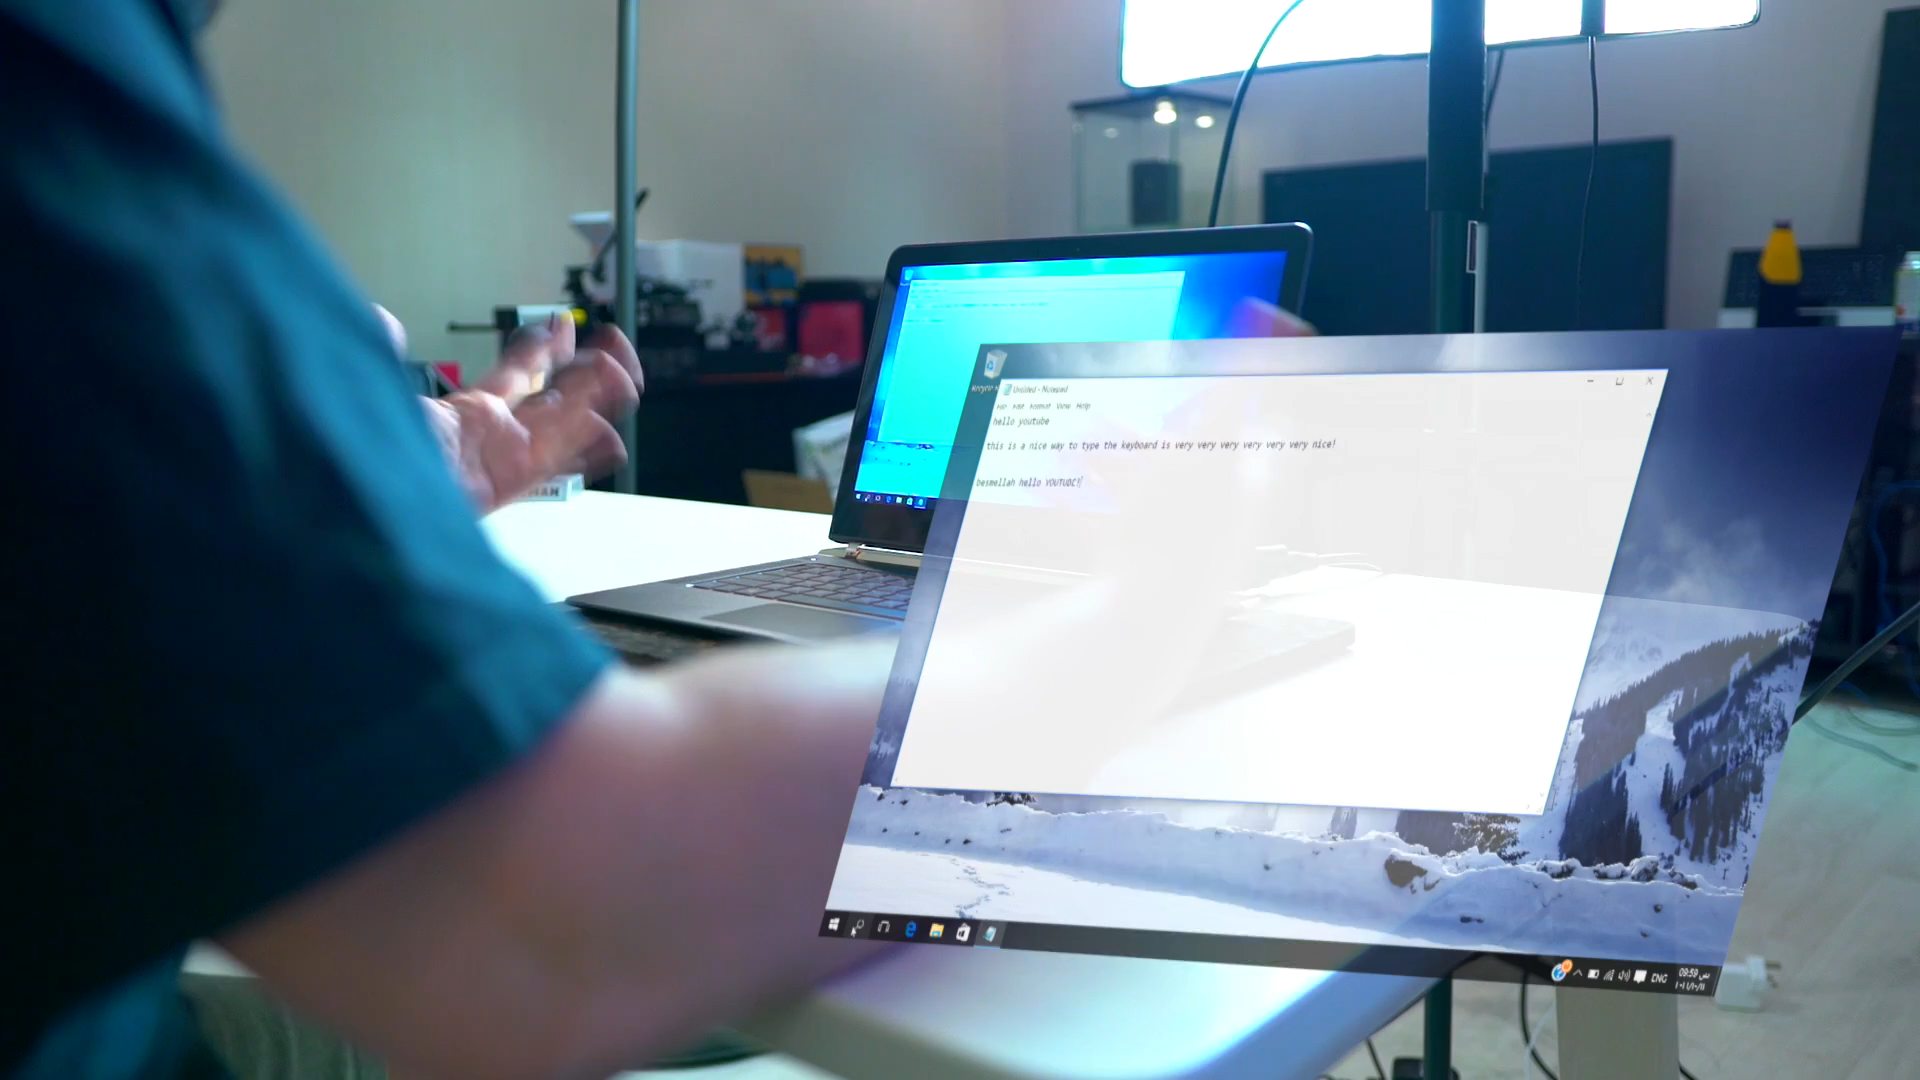 Untitled - Notepad
File Edit Format View Help
hello youtube
this is a nice way to type the keyboard is very very very very very very nice!
besmellah hello YOUTUBC?
ENG
09:59